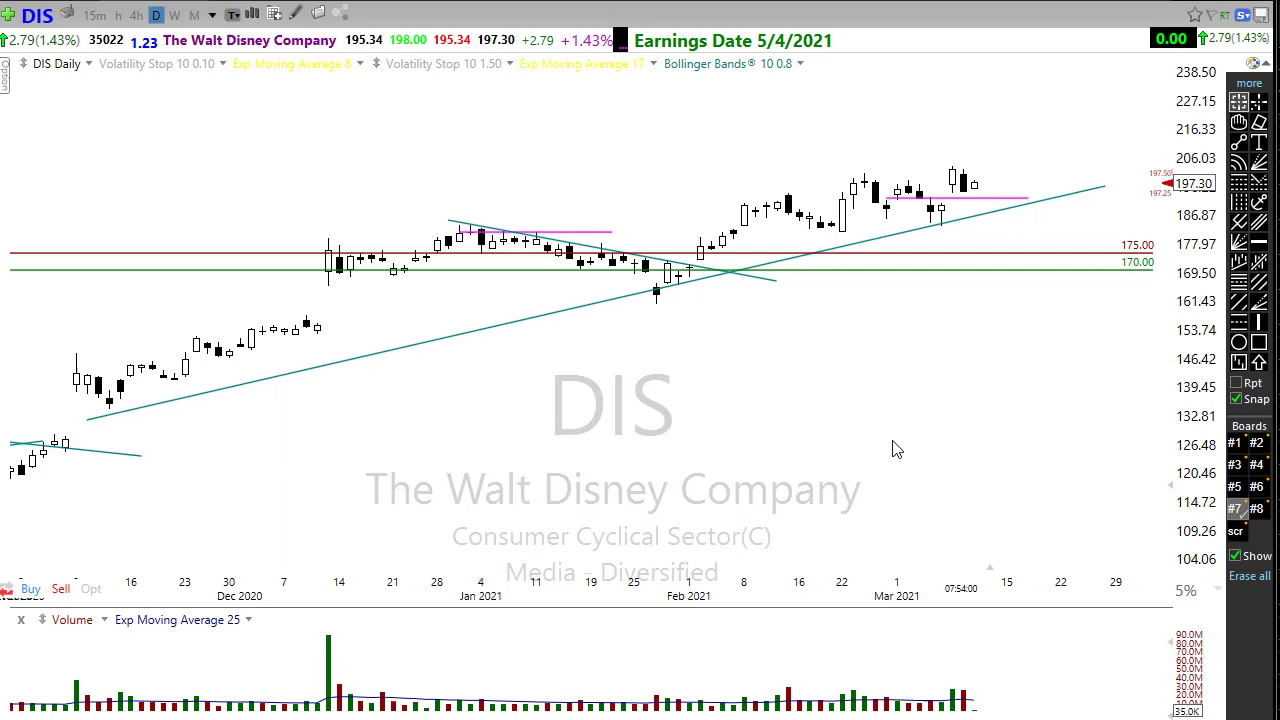 DIS 15m h 4h D W M T RT S
2.79(1.43%) 35022 1.23 The Walt Disney Company 195.34 198.00 195.34 197.30 +2.79 +1.43% Earnings Date 5/4/2021 0.00 2.79(1.43%)
Option
DIS Daily Volatility Stop 10 0.10 Exp Moving Average 8 Volatility Stop 10 1.50 Exp Moving Average 17 Bollinger Bands® 10 0.8
238.50
227.15
216.33
206.03
197.50
197.30
197.25
186.87
177.97
175.00
170.00
169.50
161.43
153.74
146.42
139.45
132.81
126.48
120.46
114.72
109.26
104.06
more
T
Rpt
Snap
Boards
#1 #2
#3 #4
#5 #6
#7 #8
scr
Show
Erase all
DIS
The Walt Disney Company
Consumer Cyclical Sector(C)
Media - Diversified
16 23 30 7 14 21 28 4 11 19 25 1 8 16 22 1 07:54:00 15 22 29
Dec 2020 Jan 2021 Feb 2021 Mar 2021
Buy Sell Opt
5%
X Volume Exp Moving Average 25
90.0M
80.0M
70.0M
60.0M
50.0M
40.0M
30.0M
20.0M
10.0M
35.0K